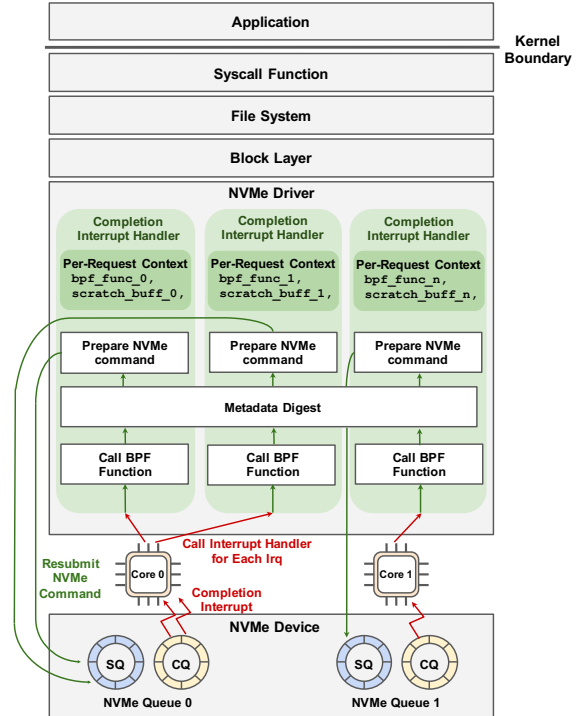 Application
Kernel
Boundary
Syscall Function
File System
Block Layer
NVMe Driver
Completion
Interrupt Handler
Per-Request Context
bpf_func_0,
scratch_buff_0,
Completion
Interrupt Handler
Per-Request Context
bpf_func_1,
scratch_buff_1,
Completion
Interrupt Handler
Per-Request Context
bpf_func_n,
scratch_buff_n,
Prepare NVMe
command
Prepare NVMe
command
Prepare NVMe
command
Metadata Digest
Call BPF
Function
Call BPF
Function
Call BPF
Function
Call Interrupt Handler
for Each Irq
Resubmit
NVMe
Command
Core 0
Core 1
Completion
Interrupt
NVMe Device
SQ
CQ
SQ
CQ
NVMe Queue 0
NVMe Queue 1